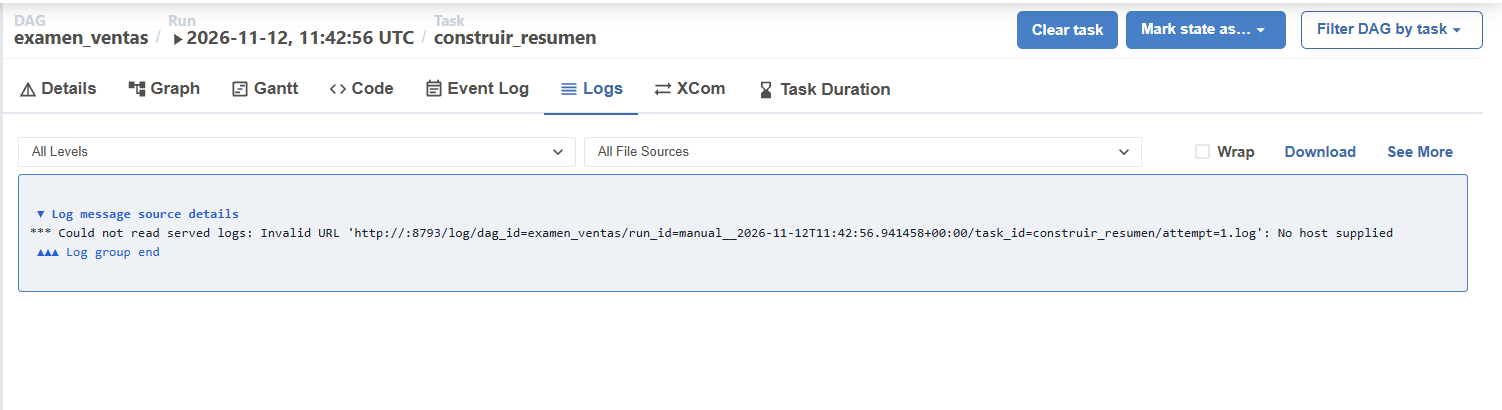 DAG Run Task
examen_ventas / ▶ 2026-11-12, 11:42:56 UTC / construir_resumen
Clear task Mark state as... Filter DAG by task
Details Graph Gantt Code Event Log Logs XCom Task Duration
All Levels All File Sources Wrap Download See More
▼ Log message source details
*** Could not read served logs: Invalid URL 'http://:8793/log/dag_id=examen_ventas/run_id=manual__2026-11-12T11:42:56.941458+00:00/task_id=construir_resumen/attempt=1.log': No host supplied
▲▲▲ Log group end